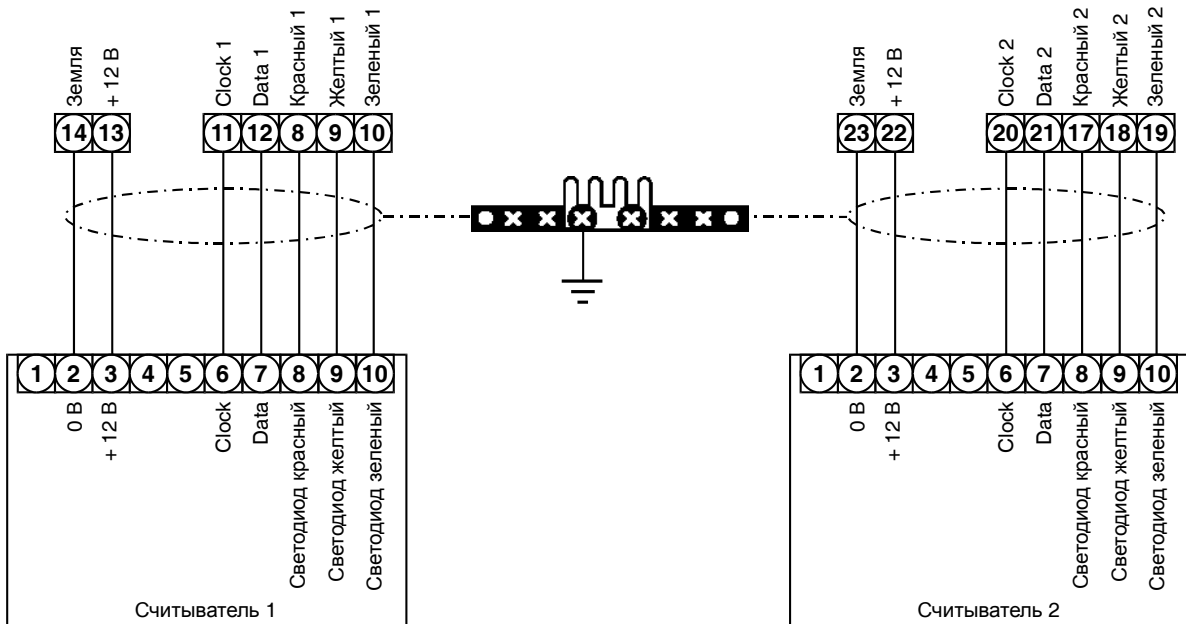 Земля
+ 12 В
Clock 1
Data 1
Красный 1
Желтый 1
Зеленый 1
14 13 11 12 8 9 10
Земля
+ 12 В
Clock 2
Data 2
Красный 2
Желтый 2
Зеленый 2
23 22 20 21 17 18 19
1 2 3 4 5 6 7 8 9 10
0 В
+ 12 В
Clock
Data
Светодиод красный
Светодиод желтый
Светодиод зеленый
Считыватель 1
1 2 3 4 5 6 7 8 9 10
0 В
+ 12 В
Clock
Data
Светодиод красный
Светодиод желтый
Светодиод зеленый
Считыватель 2